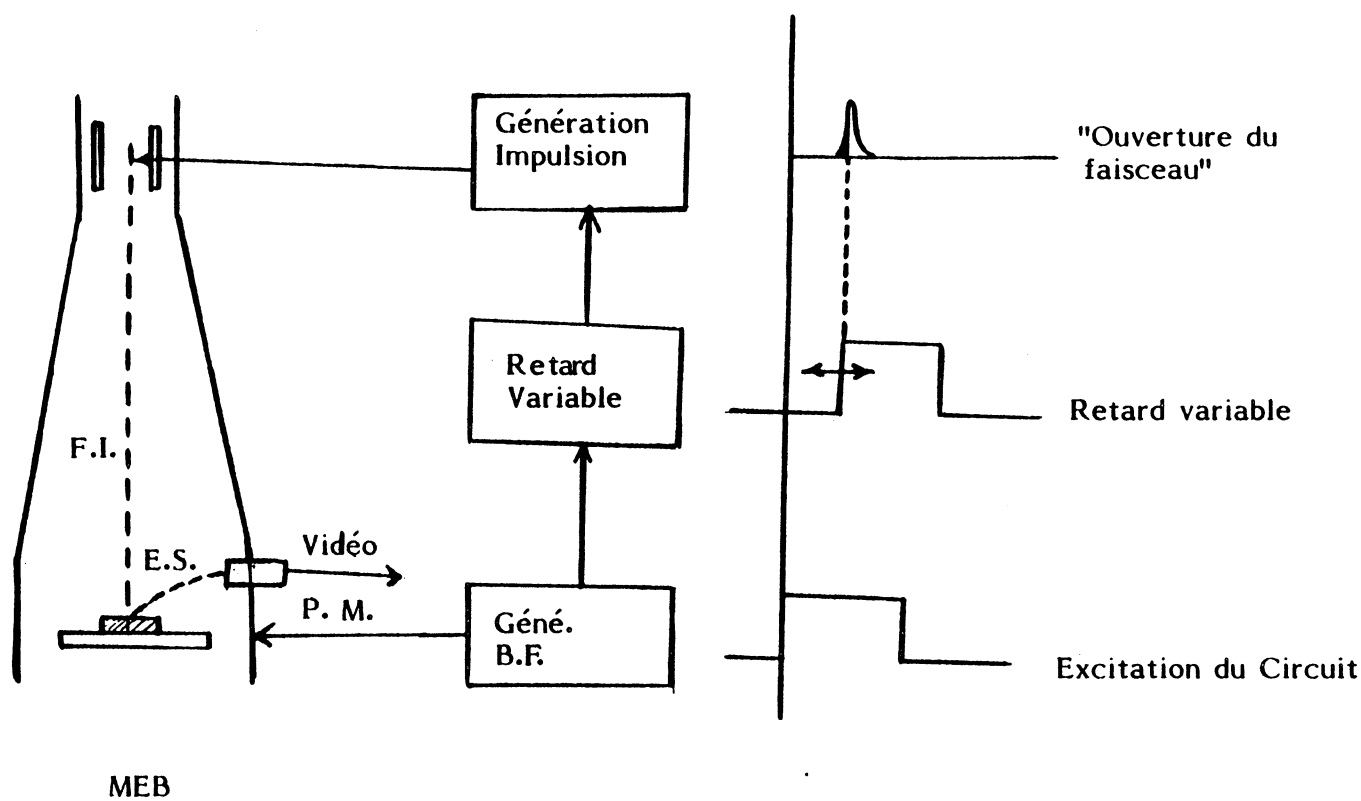 Génération
Impulsion
"Ouverture du
faisceau"
Retard
Variable
Retard variable
F.I.
E.S.
Vidéo
P. M.
Géné.
B.F.
Excitation du Circuit
MEB